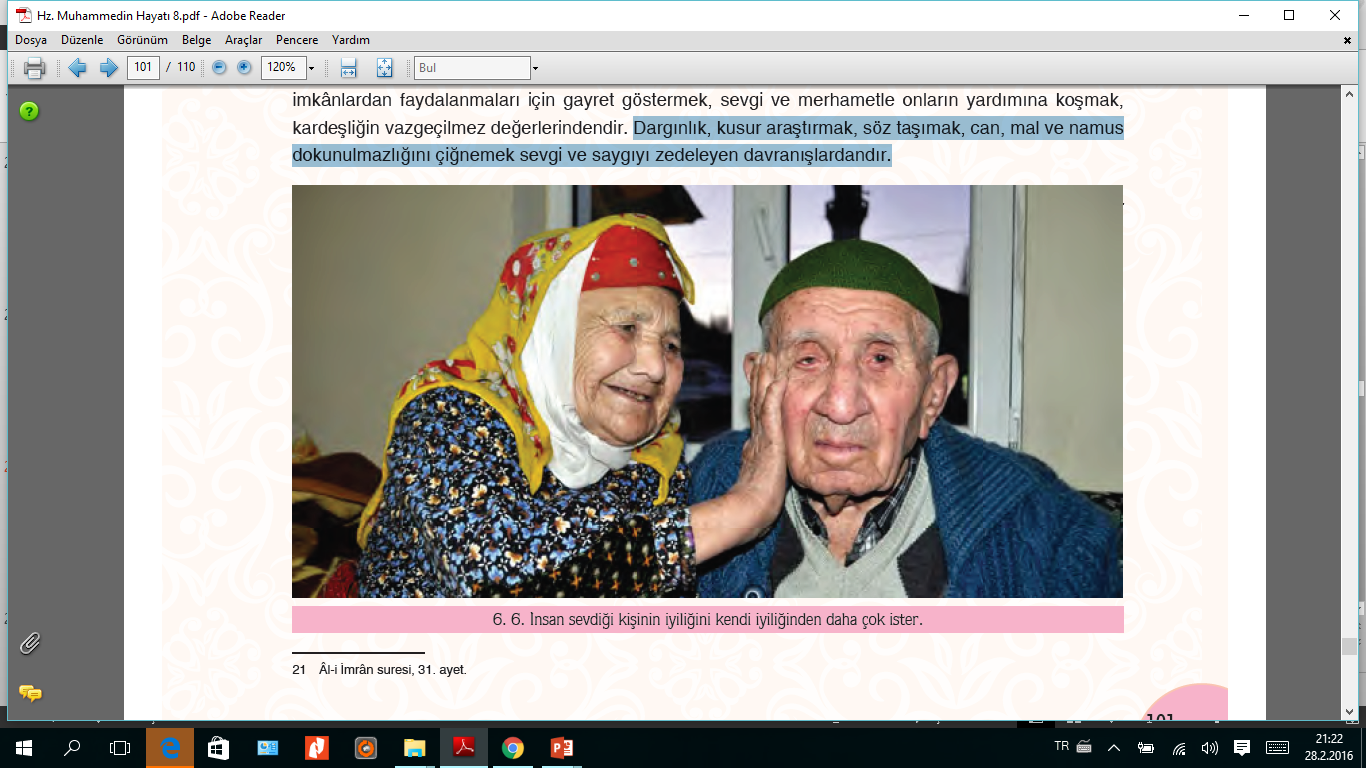 Hz. Muhammedin Hayatı 8.pdf - Adobe Reader
Dosya Düzenle Görünüm Belge Araçlar Pencere Yardım
101 / 110 120% Bul
imkânlardan faydalanmaları için gayret göstermek, sevgi ve merhametle onların yardımına koşmak,
kardeşliğin vazgeçilmez değerlerindendir. Dargınlık, kusur araştırmak, söz taşımak, can, mal ve namus
dokunulmazlığını çiğnemek sevgi ve saygıyı zedeleyen davranışlardandır.
6. 6. İnsan sevdiği kişinin iyiliğini kendi iyiliğinden daha çok ister.
21 Âl-i İmrân suresi, 31. ayet.
101
TR 21:22
28.2.2016